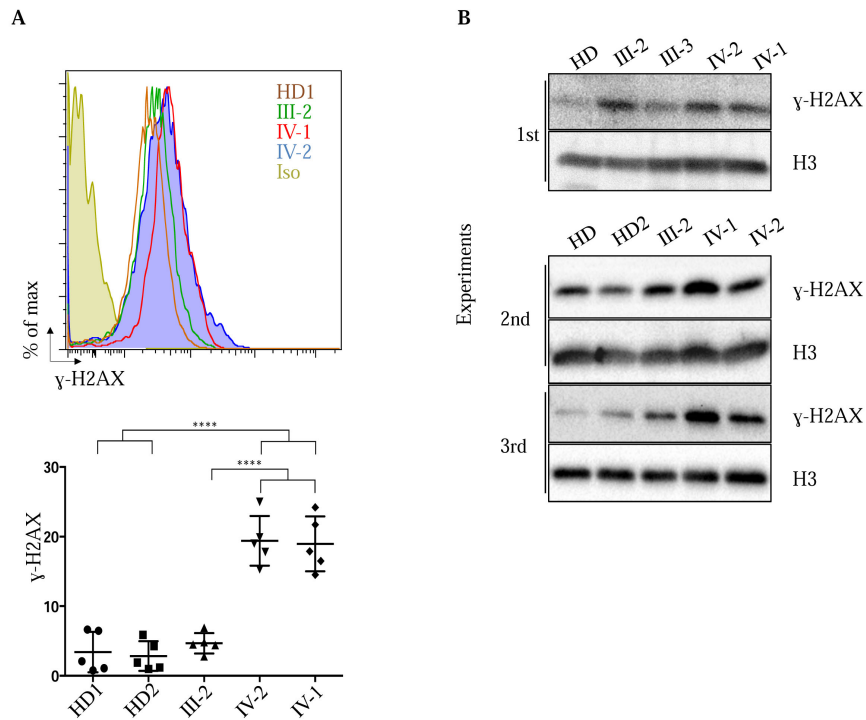 A
HD1
III-2
IV-1
IV-2
Iso
% of max
ɣ-H2AX
****
****
30
20
10
0
ɣ-H2AX
HD1 HD2 III-2 IV-2 IV-1
B
Experiments
HD III-2 III-3 IV-2 IV-1
1st
ɣ-H2AX
H3
HD HD2 III-2 IV-1 IV-2
2nd
ɣ-H2AX
H3
3rd
ɣ-H2AX
H3